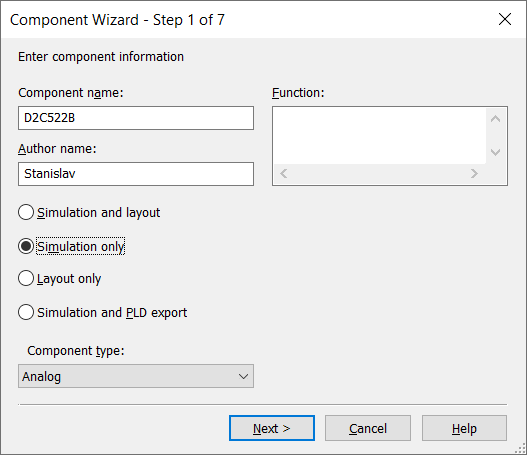 Component Wizard - Step 1 of 7
Enter component information
Component name:
D2C522B
Function:
Author name:
Stanislav
Simulation and layout
Simulation only
Layout only
Simulation and PLD export
Component type:
Analog
Next >
Cancel
Help